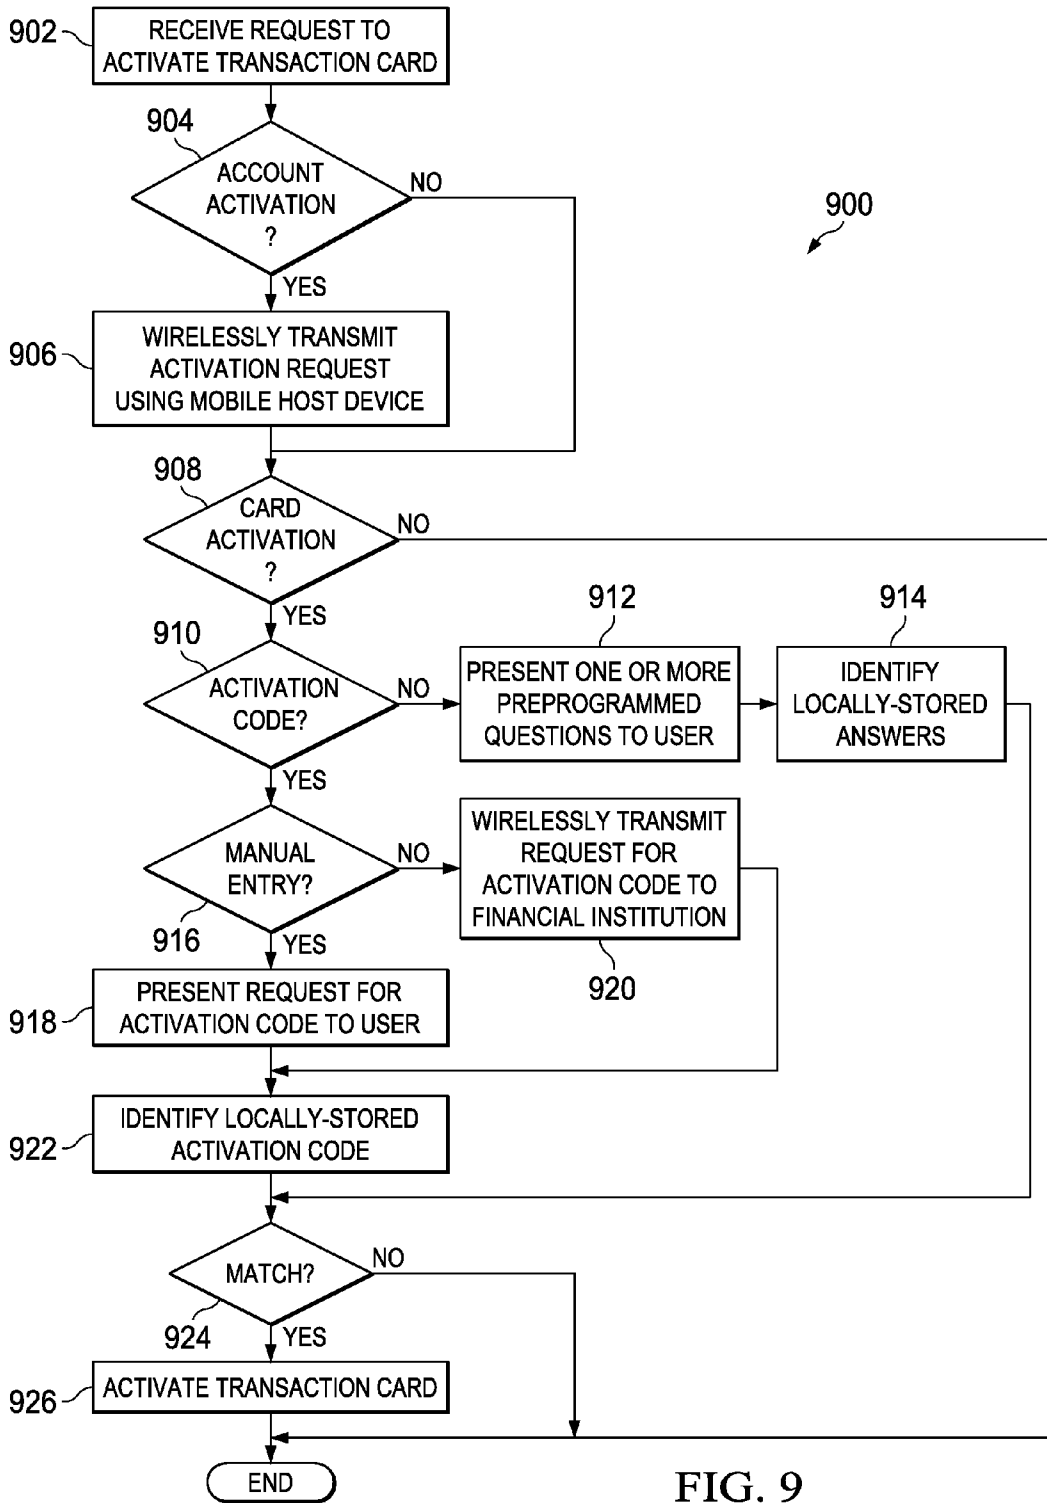 902
RECEIVE REQUEST TO
ACTIVATE TRANSACTION CARD
904
ACCOUNT
ACTIVATION
?
NO
900
YES
906
WIRELESSLY TRANSMIT
ACTIVATION REQUEST
USING MOBILE HOST DEVICE
908
CARD
ACTIVATION
?
NO
YES
910
ACTIVATION
CODE?
NO
912
PRESENT ONE OR MORE
PREPROGRAMMED
QUESTIONS TO USER
914
IDENTIFY
LOCALLY-STORED
ANSWERS
YES
MANUAL
ENTRY?
916
NO
WIRELESSLY TRANSMIT
REQUEST FOR
ACTIVATION CODE TO
FINANCIAL INSTITUTION
920
YES
918
PRESENT REQUEST FOR
ACTIVATION CODE TO USER
922
IDENTIFY LOCALLY-STORED
ACTIVATION CODE
MATCH?
NO
924
YES
926
ACTIVATE TRANSACTION CARD
END
FIG. 9